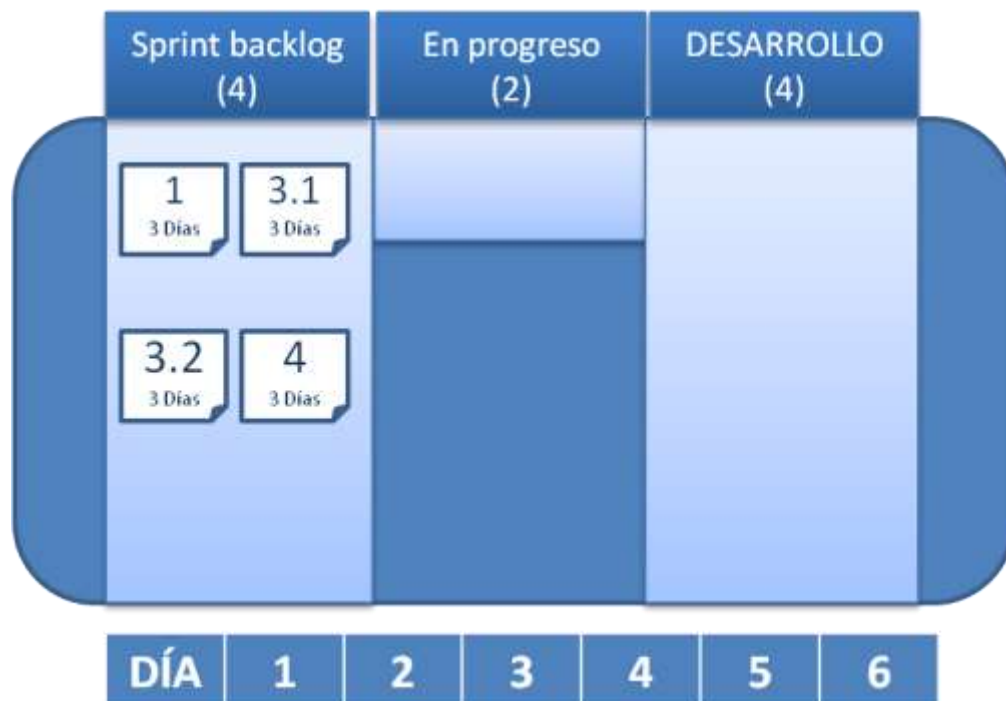 Sprint backlog
(4)
En progreso
(2)
DESARROLLO
(4)
1
3 Días
3.1
3 Días
3.2
3 Días
4
3 Días
DÍA 1 2 3 4 5 6